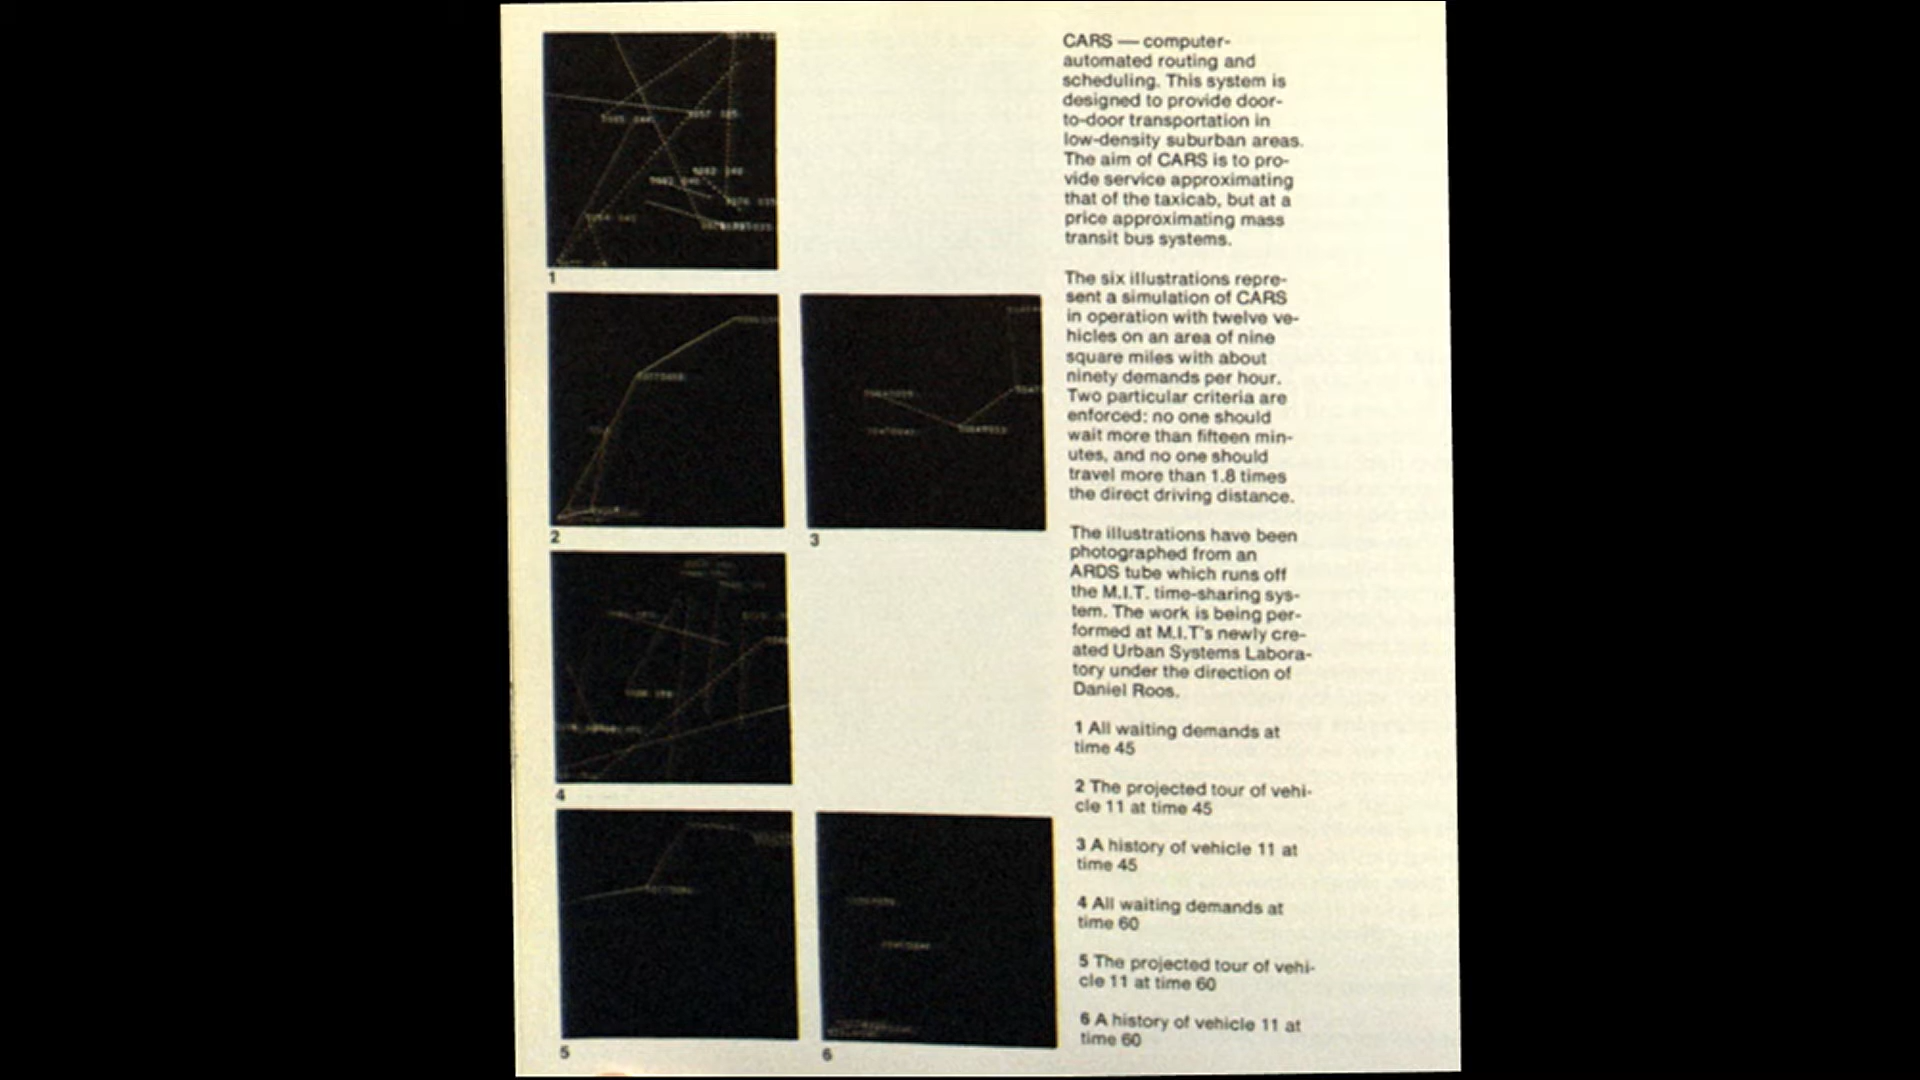 1
2
3
4
5
6
CARS — computer-
automated routing and
scheduling. This system is
designed to provide door-
to-door transportation in
low-density suburban areas.
The aim of CARS is to pro-
vide service approximating
that of the taxicab, but at a
price approximating mass
transit bus systems.
The six illustrations repre-
sent a simulation of CARS
in operation with twelve ve-
hicles on an area of nine
square miles with about
ninety demands per hour.
Two particular criteria are
enforced: no one should
wait more than fifteen min-
utes, and no one should
travel more than 1.8 times
the direct driving distance.
The illustrations have been
photographed from an
ARDS tube which runs off
the M.I.T. time-sharing sys-
tem. The work is being per-
formed at M.I.T's newly cre-
ated Urban Systems Labora-
tory under the direction of
Daniel Roos.
1 All waiting demands at
time 45
2 The projected tour of vehi-
cle 11 at time 45
3 A history of vehicle 11 at
time 45
4 All waiting demands at
time 60
5 The projected tour of vehi-
cle 11 at time 60
6 A history of vehicle 11 at
time 60